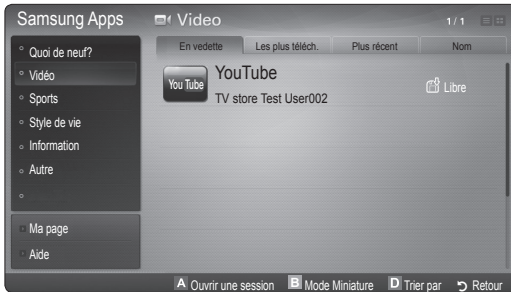 Samsung Apps
Video
1/1
Quoi de neuf?
Vidéo
Sports
Style de vie
Information
Autre
Ma page
Aide
En vedette
Les plus téléch.
Plus récent
Nom
You Tube
YouTube
TV store Test User002
Libre
A Ouvrir une session
B Mode Miniature
D Trier par
Retour